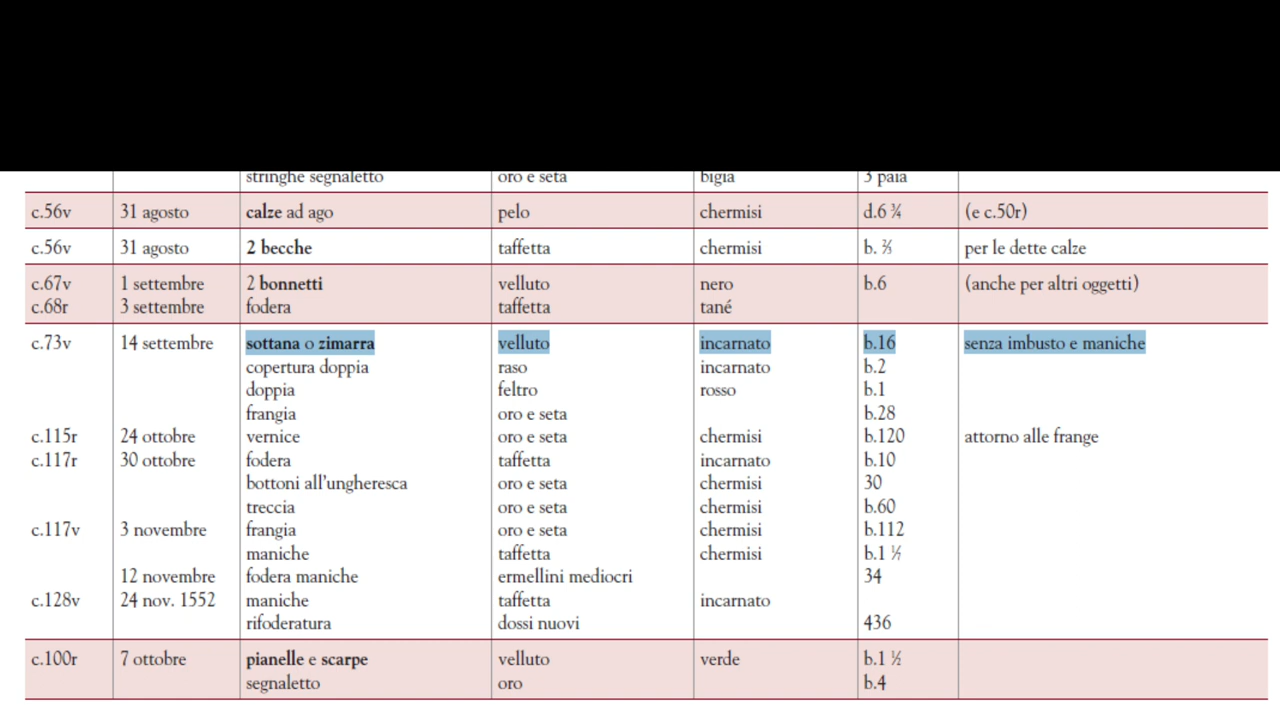 stringhe segnaletto oro e seta bigia 3 paia
c.56v 31 agosto calze ad ago pelo chermisi d.6 ¾ (e c.50r)
c.56v 31 agosto 2 becche taffetta chermisi b. per le dette calze
c.67v 1 settembre 2 bonnetti velluto nero b.6 (anche per altri oggetti)
c.68r 3 settembre fodera taffetta tané
c.73v 14 settembre sottana o zimarra velluto incarnato b.16 senza imbusto e maniche
copertura doppia raso incarnato b.2
doppia feltro rosso b.1
frangia oro e seta b.28
c.115r 24 ottobre vernice oro e seta chermisi b.120 attorno alle frange
c.117r 30 ottobre fodera taffetta incarnato b.10
bottoni all'ungheresca oro e seta chermisi 30
treccia oro e seta chermisi b.60
c.117v 3 novembre frangia oro e seta chermisi b.112
maniche taffetta chermisi b.1
12 novembre fodera maniche ermellini mediocri 34
c.128v 24 nov. 1552 maniche taffetta incarnato
rifoderatura dossi nuovi 436
c.100r 7 ottobre pianelle e scarpe velluto verde b.1 ½
segnaletto oro b.4